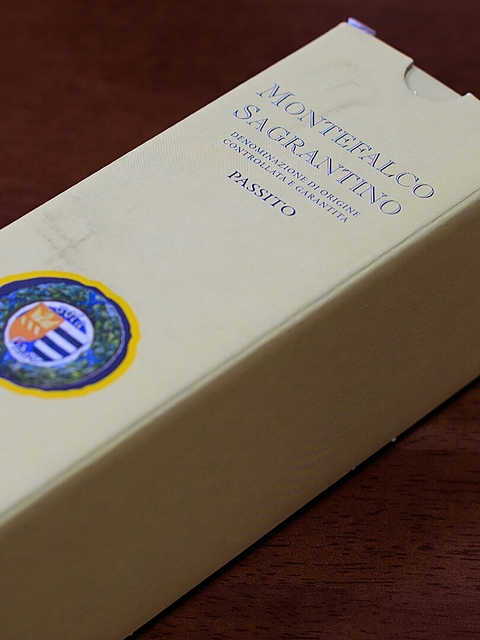 MONTEFALCO
SAGRANTINO
DENOMINAZIONE DI ORIGINE
CONTROLLATA E GARANTITA
PASSITO